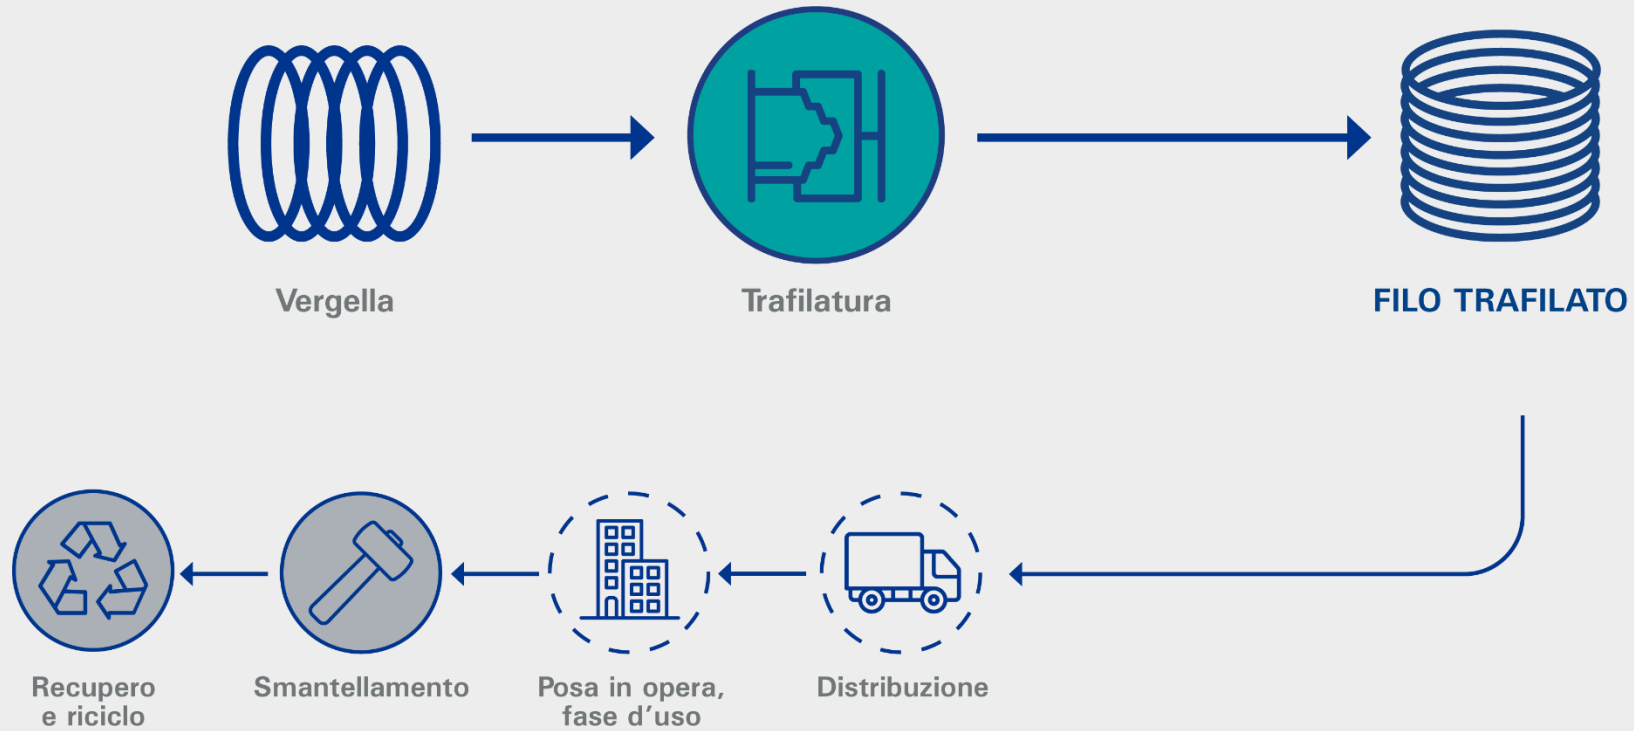 Vergella
Trafilatura
FILO TRAFILATO
Recupero
e riciclo
Smantellamento
Posa in opera,
fase d'uso
Distribuzione